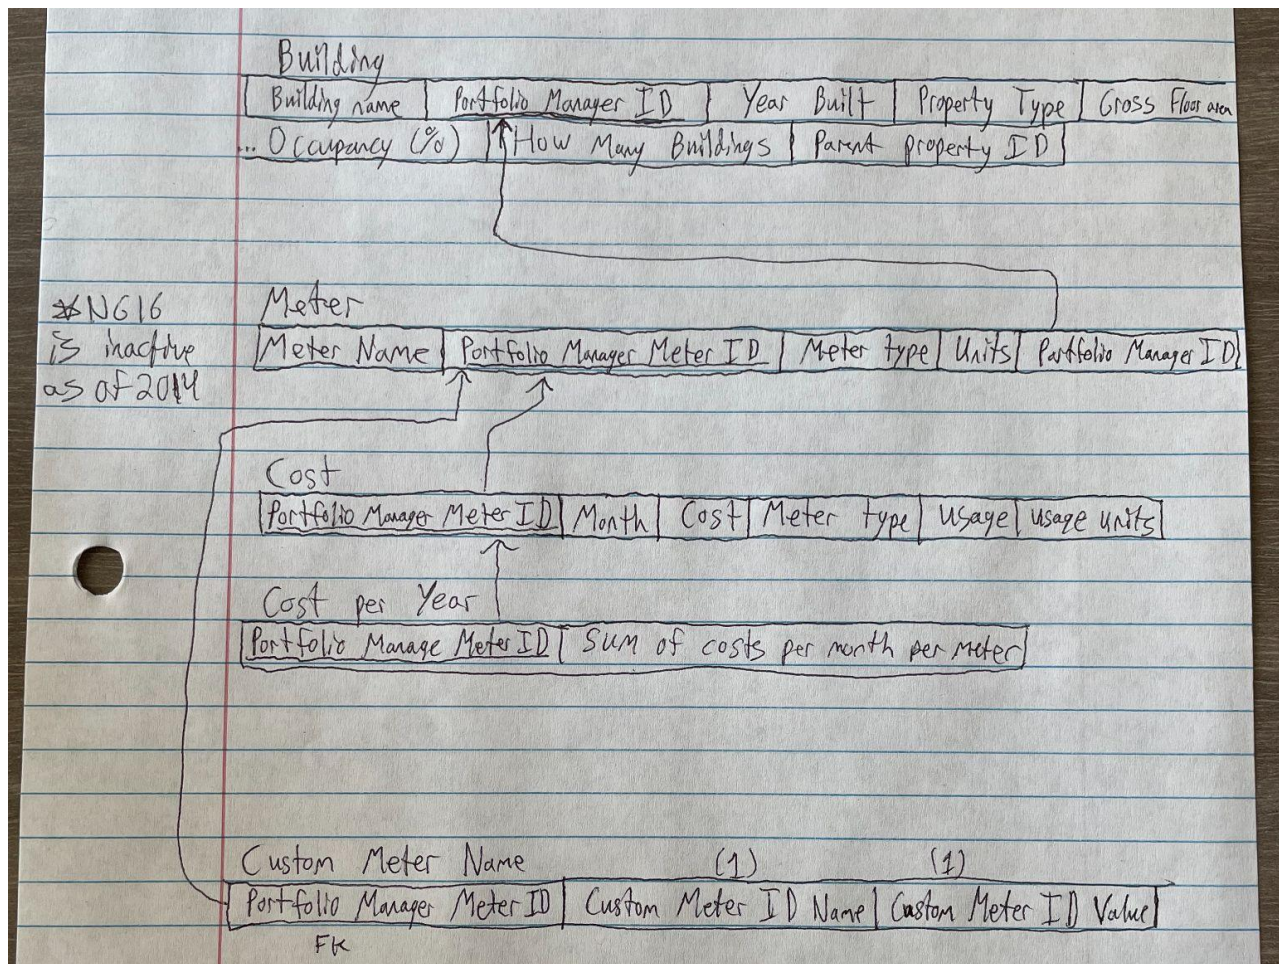 Building
Building name Portfolio Manager ID Year Built Property Type Gross Floor area
... Occupancy (%) How Many Buildings Parent property ID
*NG16
is inactive
as of 2014
Meter
Meter Name Portfolio Manager Meter ID Meter type Units Portfolio Manager ID
Cost
Portfolio Manager Meter ID Month Cost Meter type Usage usage units
Cost per Year
Portfolio Manage Meter ID Sum of costs per month per meter
Custom Meter Name (1) (1)
Portfolio Manager Meter ID Custom Meter ID Name Custom Meter ID Value
FK